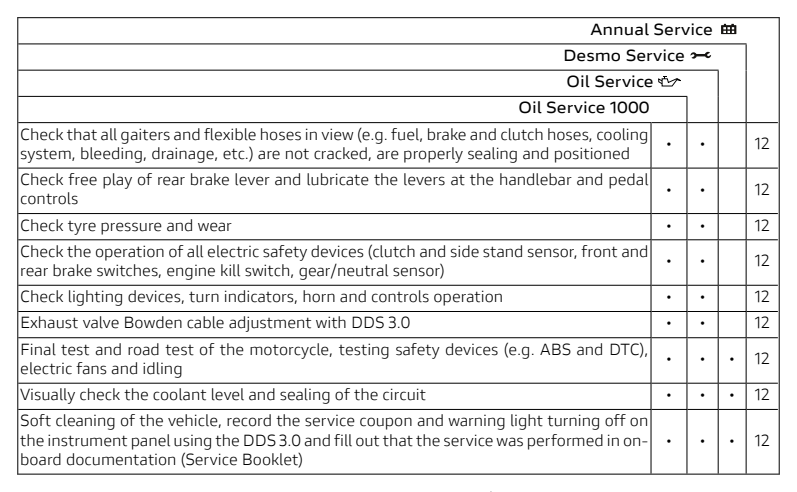 Annual Service
Desmo Service
Oil Service
Oil Service 1000
Check that all gaiters and flexible hoses in view (e.g. fuel, brake and clutch hoses, cooling
system, bleeding, drainage, etc.) are not cracked, are properly sealing and positioned • • 12
Check free play of rear brake lever and lubricate the levers at the handlebar and pedal
controls • • 12
Check tyre pressure and wear • • 12
Check the operation of all electric safety devices (clutch and side stand sensor, front and
rear brake switches, engine kill switch, gear/neutral sensor) • • 12
Check lighting devices, turn indicators, horn and controls operation • • 12
Exhaust valve Bowden cable adjustment with DDS 3.0 • • 12
Final test and road test of the motorcycle, testing safety devices (e.g. ABS and DTC),
electric fans and idling • • • 12
Visually check the coolant level and sealing of the circuit • • • 12
Soft cleaning of the vehicle, record the service coupon and warning light turning off on
the instrument panel using the DDS 3.0 and fill out that the service was performed in on-
board documentation (Service Booklet) • • • 12